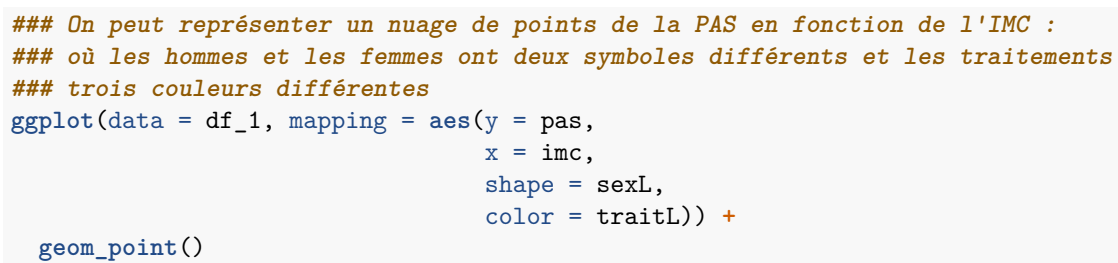 ### On peut représenter un nuage de points de la PAS en fonction de l'IMC :
### où les hommes et les femmes ont deux symboles différents et les traitements
### trois couleurs différentes
ggplot(data = df_1, mapping = aes(y = pas,
                                  x = imc,
                                  shape = sexL,
                                  color = traitL)) +
  geom_point()